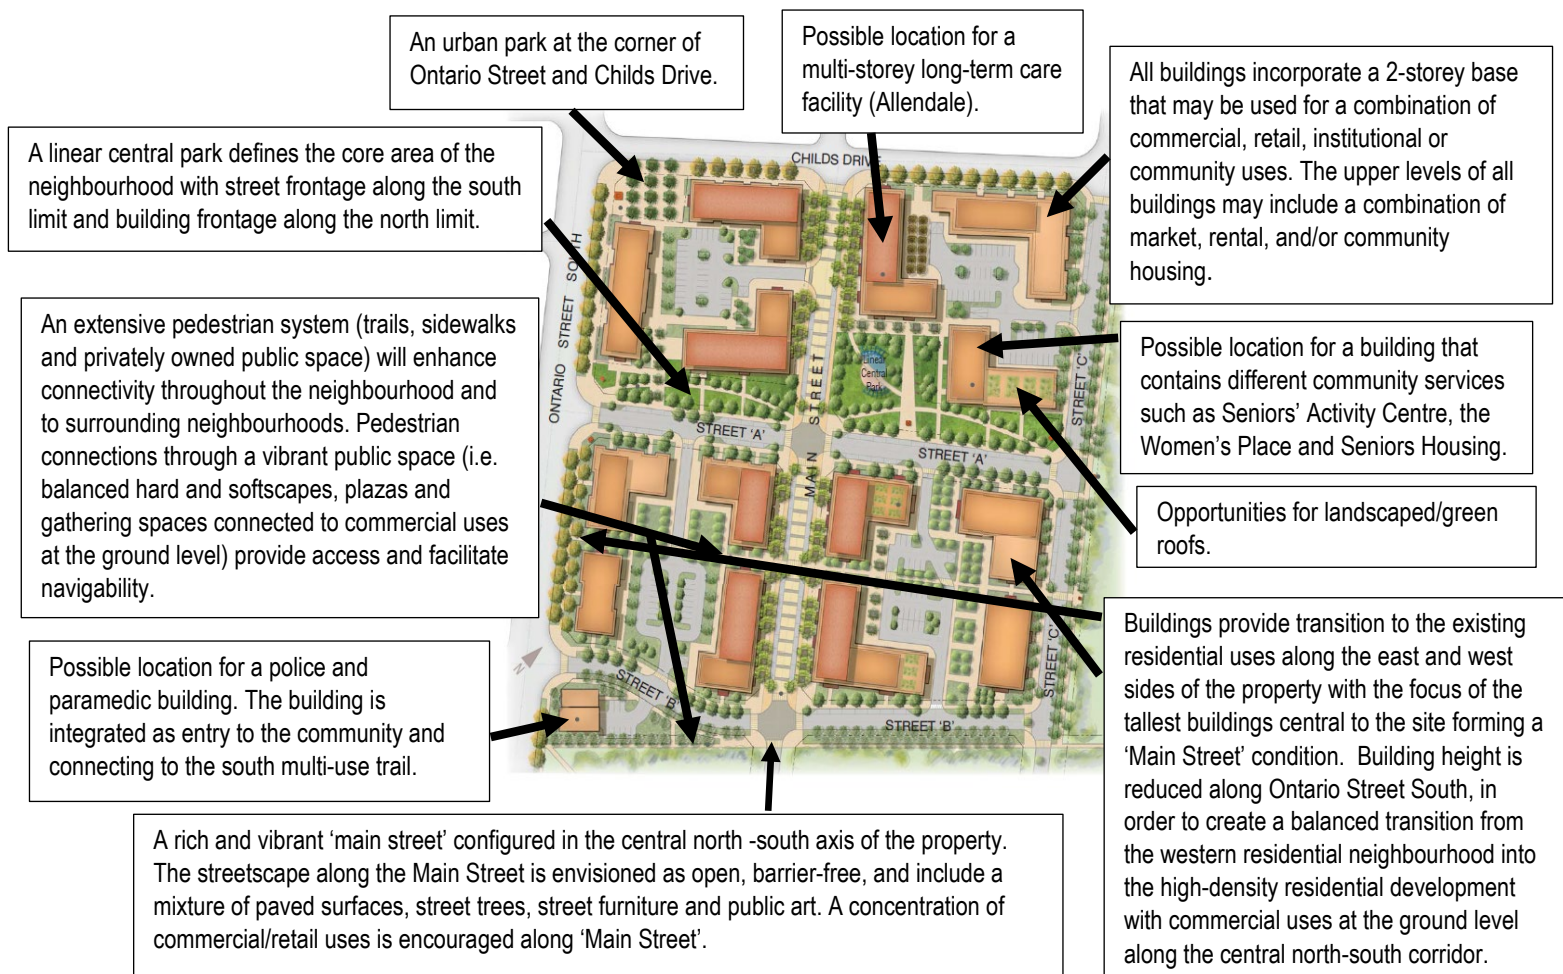 An urban park at the corner of
Ontario Street and Childs Drive.
Possible location for a
multi-storey long-term care
facility (Allendale).
All buildings incorporate a 2-storey base
that may be used for a combination of
commercial, retail, institutional or
community uses. The upper levels of all
buildings may include a combination of
market, rental, and/or community
housing.
A linear central park defines the core area of the
neighbourhood with street frontage along the south
limit and building frontage along the north limit.
An extensive pedestrian system (trails, sidewalks
and privately owned public space) will enhance
connectivity throughout the neighbourhood and
to surrounding neighbourhoods. Pedestrian
connections through a vibrant public space (i.e.
balanced hard and softscapes, plazas and
gathering spaces connected to commercial uses
at the ground level) provide access and facilitate
navigability.
Possible location for a police and
paramedic building. The building is
integrated as entry to the community and
connecting to the south multi-use trail.
CHILDS DRIVE
ONTARIO STREET SOUTH
MAIN STREET
Linear
Central
Park
STREET 'A'
STREET 'A'
STREET 'C'
STREET 'C'
STREET 'B'
STREET 'B'
N
Possible location for a building that
contains different community services
such as Seniors’ Activity Centre, the
Women’s Place and Seniors Housing.
Opportunities for landscaped/green
roofs.
Buildings provide transition to the existing
residential uses along the east and west
sides of the property with the focus of the
tallest buildings central to the site forming a
‘Main Street’ condition.  Building height is
reduced along Ontario Street South, in
order to create a balanced transition from
the western residential neighbourhood into
the high-density residential development
with commercial uses at the ground level
along the central north-south corridor.
A rich and vibrant ‘main street’ configured in the central north -south axis of the property.
The streetscape along the Main Street is envisioned as open, barrier-free, and include a
mixture of paved surfaces, street trees, street furniture and public art. A concentration of
commercial/retail uses is encouraged along ‘Main Street’.